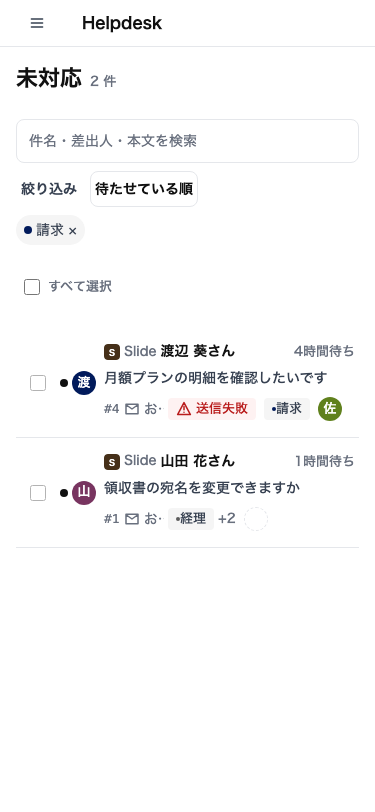 Helpdesk
未対応 2 件
件名・差出人・本文を検索
絞り込み 待たせている順
請求 ×
すべて選択
S Slide 渡辺 葵さん 4時間待ち
渡 月額プランの明細を確認したいです
#4 お· 送信失敗 •請求 佐
S Slide 山田 花さん 1時間待ち
山 領収書の宛名を変更できますか
#1 お· •経理 +2